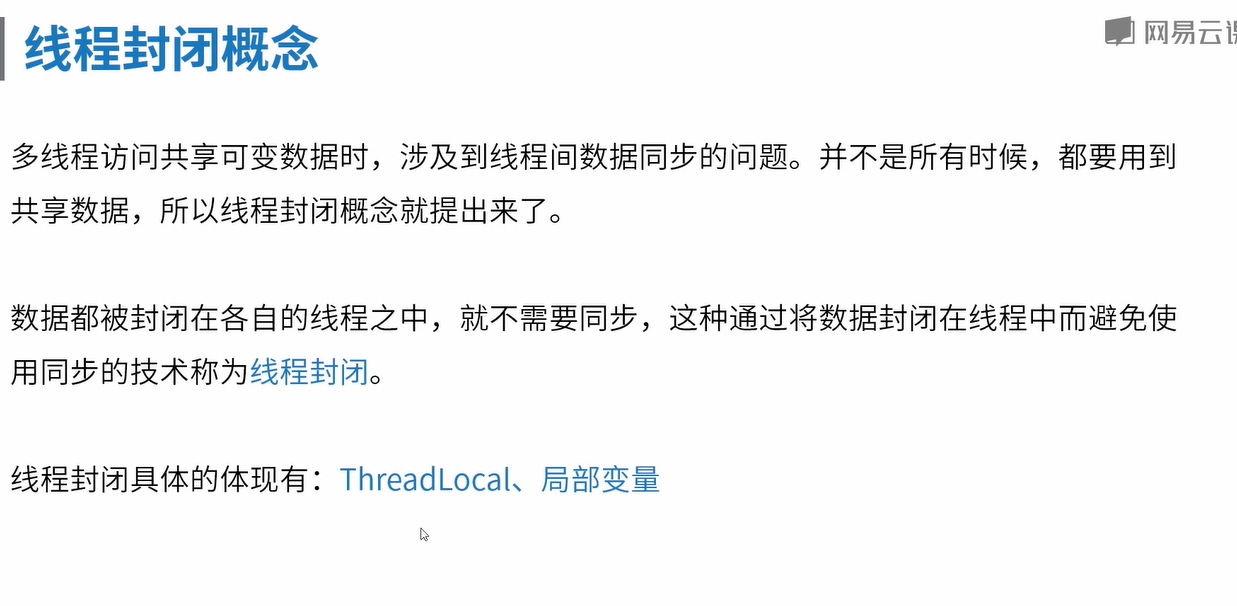 线程封闭概念
网易云课
多线程访问共享可变数据时，涉及到线程间数据同步的问题。并不是所有时候，都要用到
共享数据，所以线程封闭概念就提出来了。
数据都被封闭在各自的线程之中，就不需要同步，这种通过将数据封闭在线程中而避免使
用同步的技术称为线程封闭。
线程封闭具体的体现有：ThreadLocal、局部变量